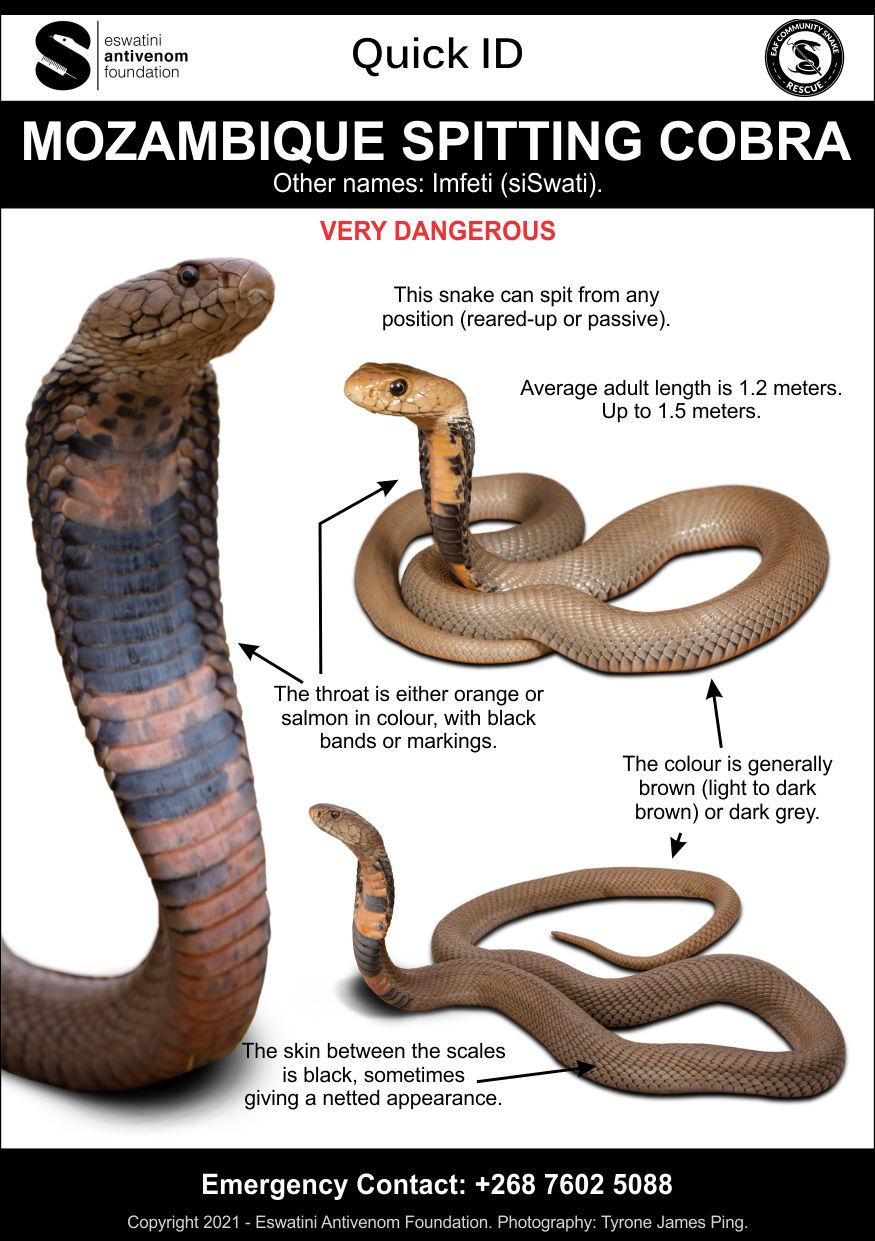 eswatini
antivenom
foundation
Quick ID
EAF COMMUNITY SNAKE
RESCUE
MOZAMBIQUE SPITTING COBRA
Other names: Imfeti (siSwati).
VERY DANGEROUS
This snake can spit from any
position (reared-up or passive).
Average adult length is 1.2 meters.
Up to 1.5 meters.
The throat is either orange or
salmon in colour, with black
bands or markings.
The colour is generally
brown (light to dark
brown) or dark grey.
The skin between the scales
is black, sometimes
giving a netted appearance.
Emergency Contact: +268 7602 5088
Copyright 2021 - Eswatini Antivenom Foundation. Photography: Tyrone James Ping.